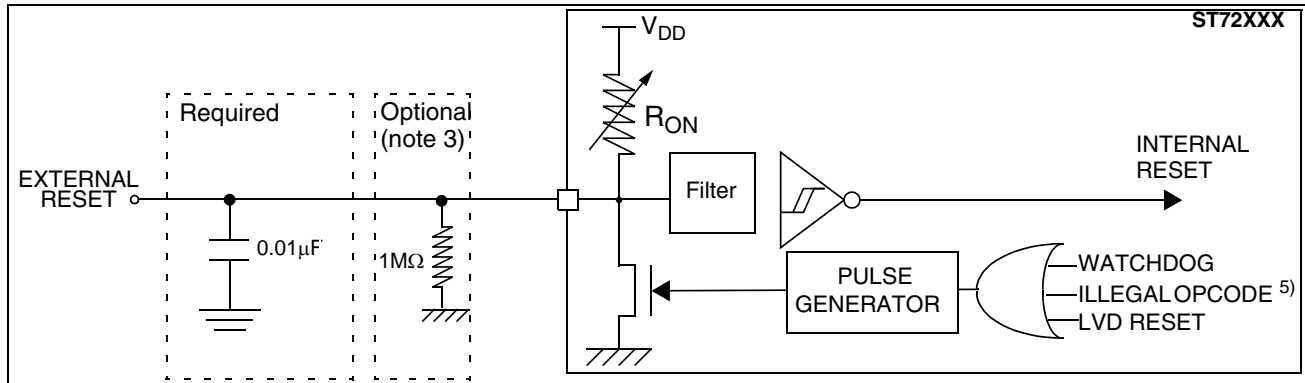 ST72XXX
VDD
Required
Optional
(note 3)
RON
INTERNAL
RESET
EXTERNAL
RESET
Filter
0.01µF
1MΩ
PULSE
GENERATOR
WATCHDOG
ILLEGAL OPCODE 5)
LVD RESET